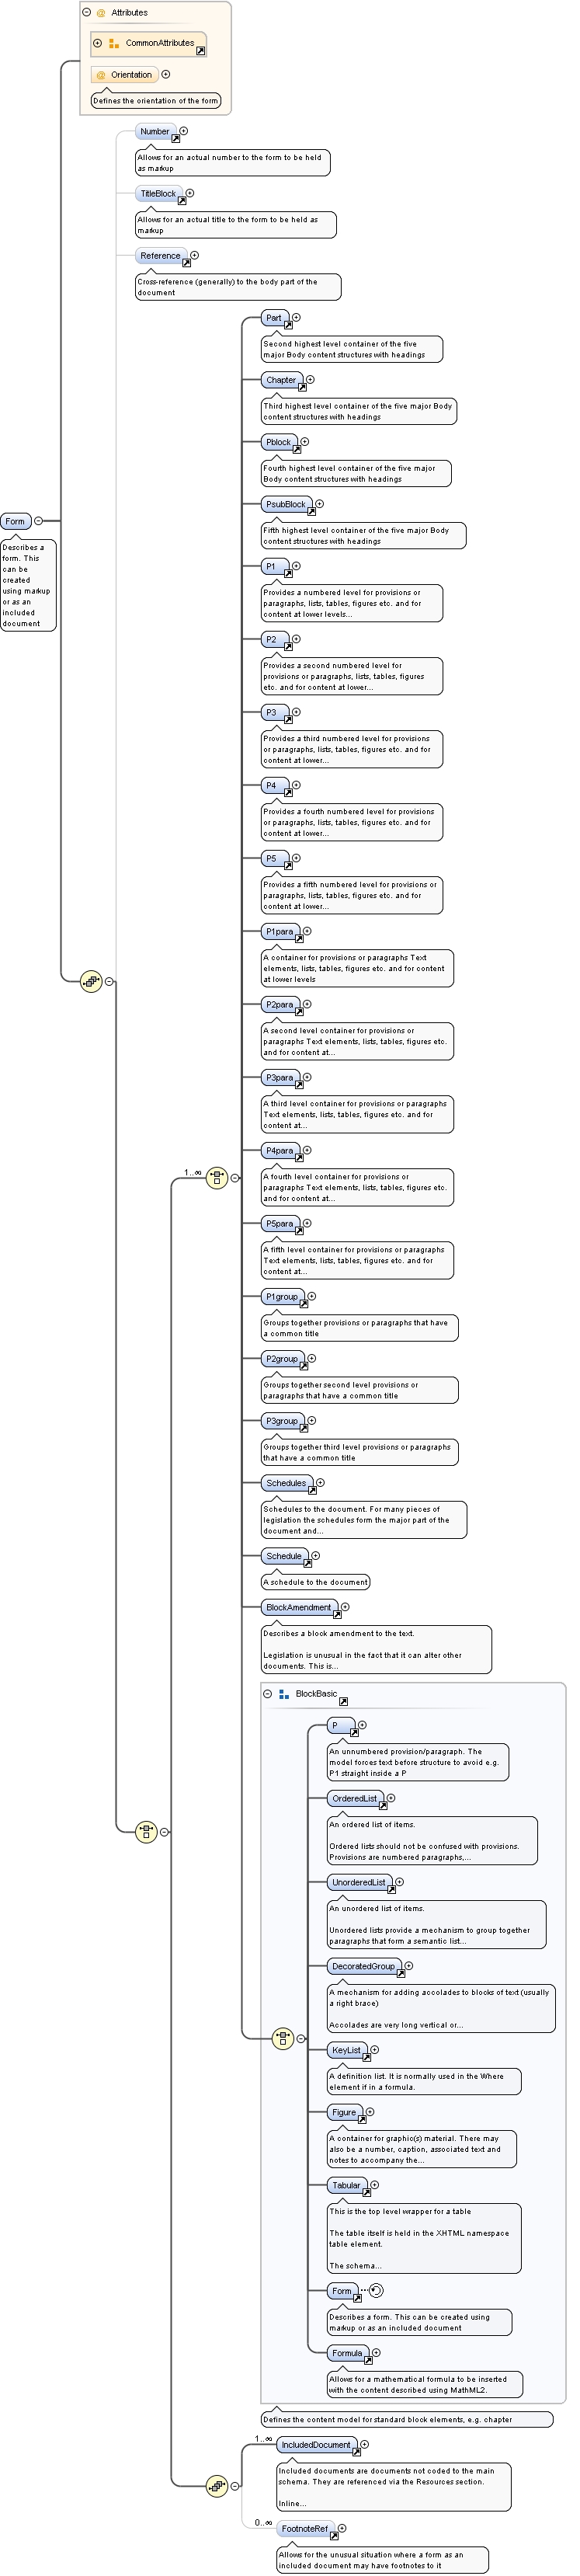 Attributes
CommonAttributes
Orientation
Defines the orientation of the form
Number
Allows for an actual number to the form to be held
as markup
TitleBlock
Allows for an actual title to the form to be held as
markup
Reference
Cross-reference (generally) to the body part of the
document
Part
Second highest level container of the five
major Body content structures with headings
Chapter
Third highest level container of the five major Body
content structures with headings
Pblock
Fourth highest level container of the five major
Body content structures with headings
PsubBlock
Fifth highest level container of the five major Body
content structures with headings
Form
Describes a
form. This
can be
created
using markup
or as an
included
document
P1
Provides a numbered level for provisions or
paragraphs, lists, tables, figures etc. and for
content at lower levels...
P2
Provides a second numbered level for
provisions or paragraphs, lists, tables, figures
etc. and for content at lower...
P3
Provides a third numbered level for provisions
or paragraphs, lists, tables, figures etc. and for
content at lower...
P4
Provides a fourth numbered level for provisions
or paragraphs, lists, tables, figures etc. and for
content at lower...
P5
Provides a fifth numbered level for provisions or
paragraphs, lists, tables, figures etc. and for
content at lower...
P1para
A container for provisions or paragraphs Text
elements, lists, tables, figures etc. and for content
at lower levels
P2para
A second level container for provisions or
paragraphs Text elements, lists, tables, figures etc.
and for content at...
P3para
A third level container for provisions or paragraphs
Text elements, lists, tables, figures etc. and for
content at...
P4para
1..∞
A fourth level container for provisions or
paragraphs Text elements, lists, tables, figures etc.
and for content at...
P5para
A fifth level container for provisions or paragraphs
Text elements, lists, tables, figures etc. and for
content at...
P1group
Groups together provisions or paragraphs that have
a common title
P2group
Groups together second level provisions or
paragraphs that have a common title
P3group
Groups together third level provisions or paragraphs
that have a common title
Schedules
Schedules to the document. For many pieces of
legislation the schedules form the major part of the
document and...
Schedule
A schedule to the document
BlockAmendment
Describes a block amendment to the text.
Legislation is unusual in the fact that it can alter other
documents. This is...
BlockBasic
P
An unnumbered provision/paragraph. The
model forces text before structure to avoid e.g.
P1 straight inside a P
OrderedList
An ordered list of items.
Ordered lists should not be confused with provisions.
Provisions are numbered paragraphs,...
UnorderedList
An unordered list of items.
Unordered lists provide a mechanism to group together
paragraphs that form a semantic list...
DecoratedGroup
A mechanism for adding accolades to blocks of text (usually
a right brace)
Accolades are very long vertical or...
KeyList
A definition list. It is normally used in the Where
element if in a formula.
Figure
A container for graphic(s) material. There may
also be a number, caption, associated text and
notes to accompany the...
Tabular
This is the top level wrapper for a table
The table itself is held in the XHTML namespace
table element.
The schema...
Form
Describes a form. This can be created using
markup or as an included document
Formula
Allows for a mathematical formula to be inserted
with the content described using MathML2.
Defines the content model for standard block elements, e.g. chapter
1..∞
IncludedDocument
Included documents are documents not coded to the main
schema. They are referenced via the Resources section.
Inline...
0..∞
FootnoteRef
Allows for the unusual situation where a form as an
included document may have footnotes to it